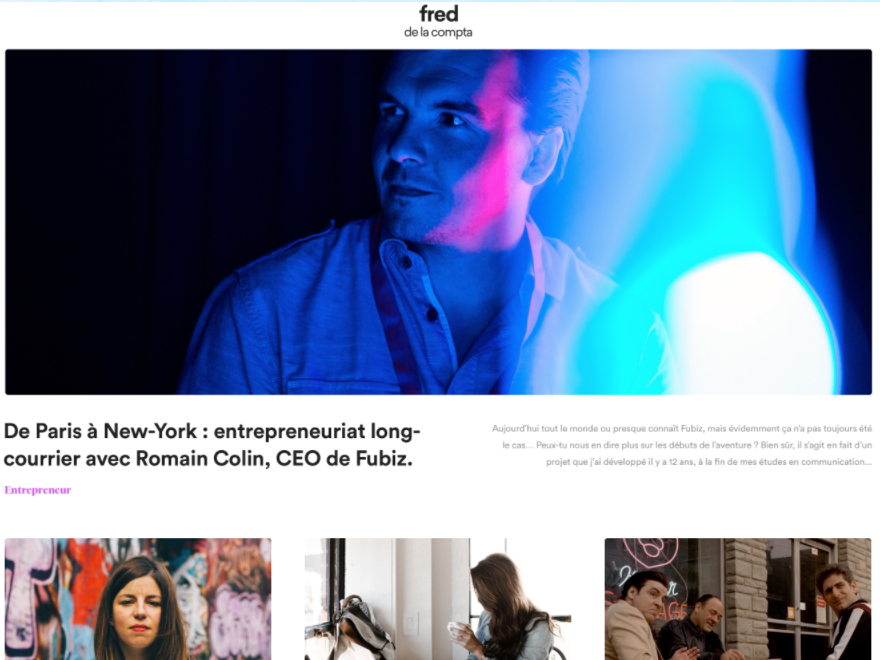 fred
de la compta
De Paris à New-York : entrepreneuriat long-
courrier avec Romain Colin, CEO de Fubiz.
Aujourd'hui tout le monde ou presque connaît Fubiz, mais évidemment ça n'a pas toujours été
le cas... Peux-tu nous en dire plus sur les débuts de l'aventure ? Bien sûr, il s'agit en fait d'un
projet que j'ai développé il y a 12 ans, à la fin de mes études en communication...
Entrepreneur